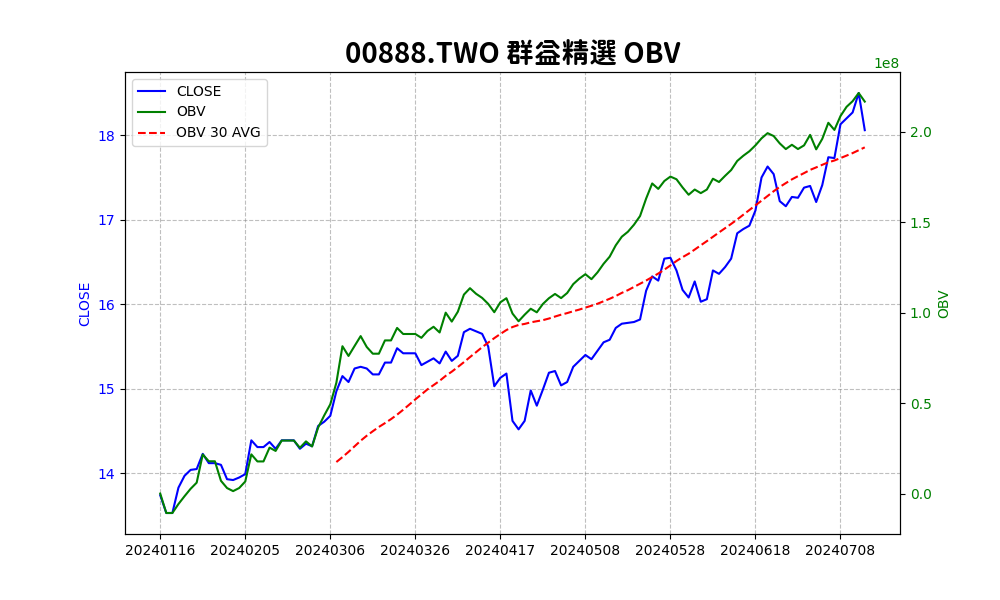 00888.TWO 群益精選 OBV
1e8
CLOSE
OBV
OBV 30 AVG
18
17
16
15
14
CLOSE
2.0
1.5
1.0
0.5
0.0
OBV
20240116 20240205 20240306 20240326 20240417 20240508 20240528 20240618 20240708